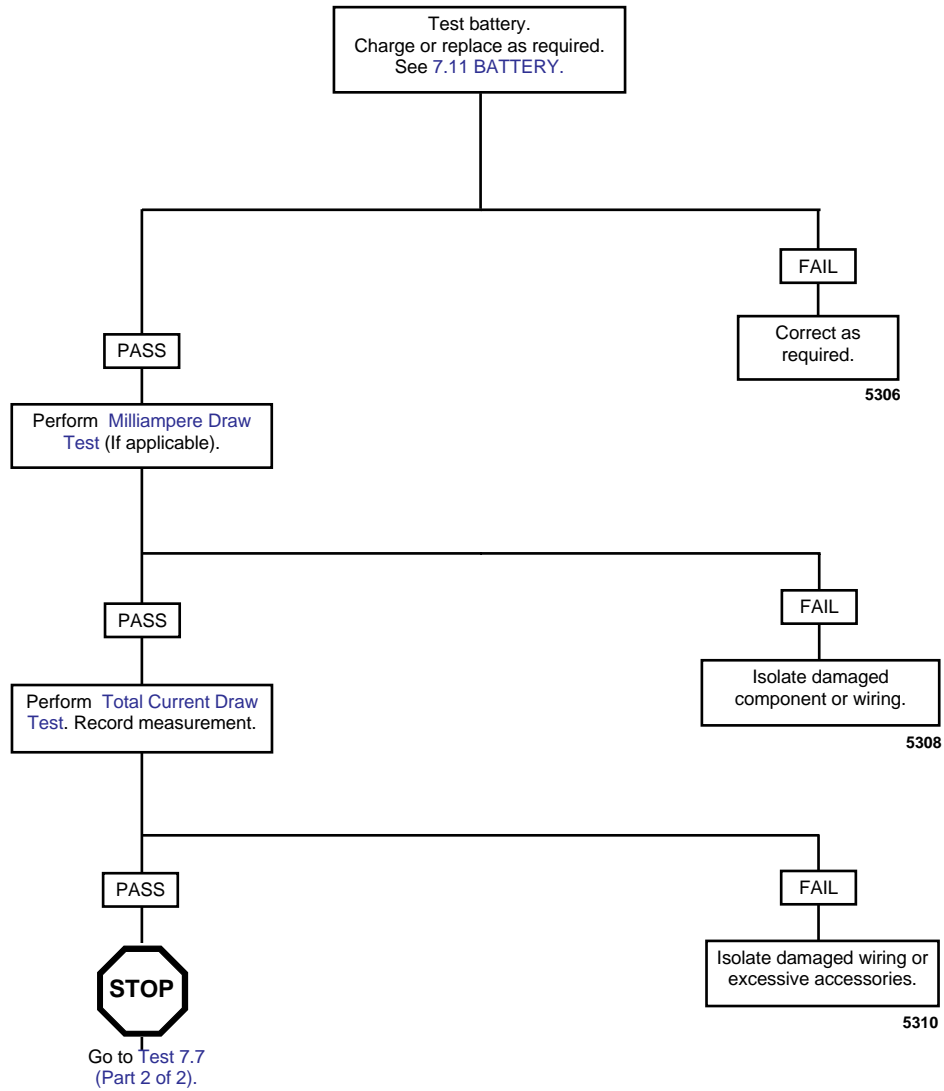 Test battery.
Charge or replace as required.
See 7.11 BATTERY.
FAIL
Correct as
required.
5306
PASS
Perform Milliampere Draw
Test (If applicable).
FAIL
Isolate damaged
component or wiring.
5308
PASS
Perform Total Current Draw
Test. Record measurement.
FAIL
Isolate damaged wiring or
excessive accessories.
5310
PASS
STOP
Go to Test 7.7
(Part 2 of 2).